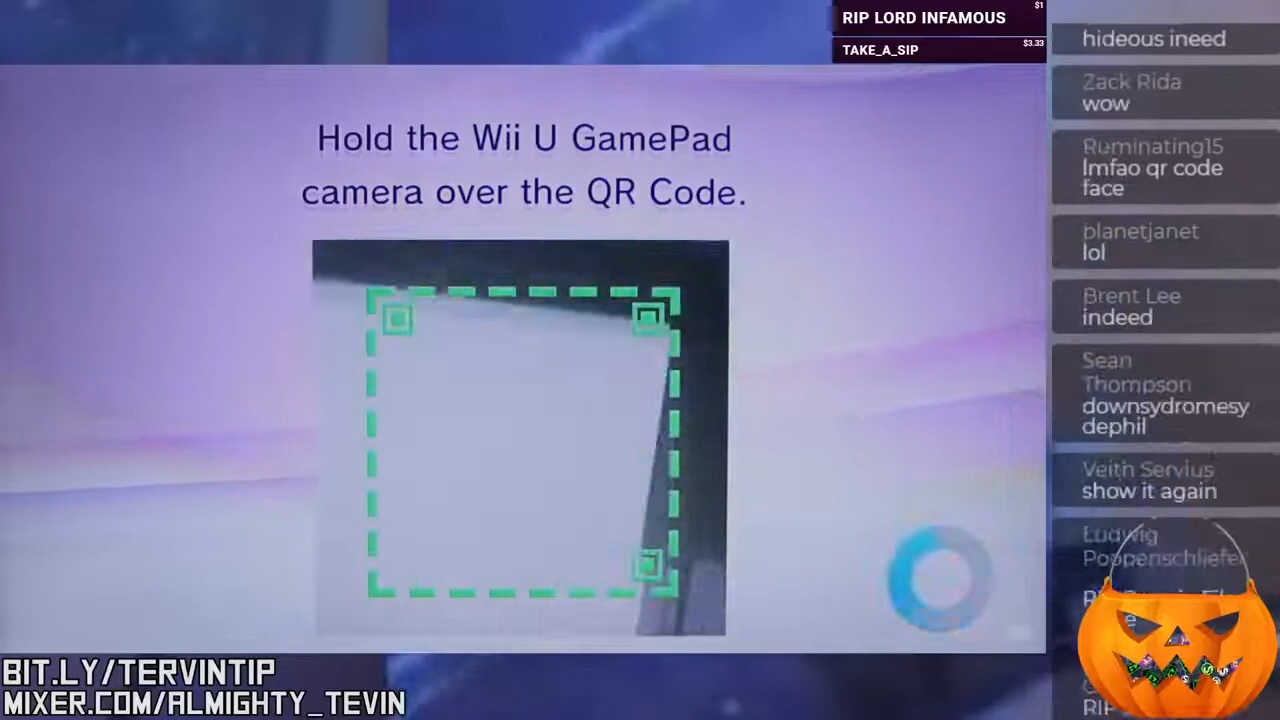 RIP LORD INFAMOUS $1
TAKE_A_SIP $3.33
Hold the Wii U GamePad
camera over the QR Code.
hideous ineed
Zack Rida
wow
Ruminating15
lmfao qr code
face
planetjanet
lol
Brent Lee
indeed
Sean
Thompson
downsydromesy
dephil
Veith Servius
show it again
Ludwig
Poppenschliefer
RIP
BIT.LY/TERVINTIP
MIXER.COM/ALMIGHTY_TEVIN